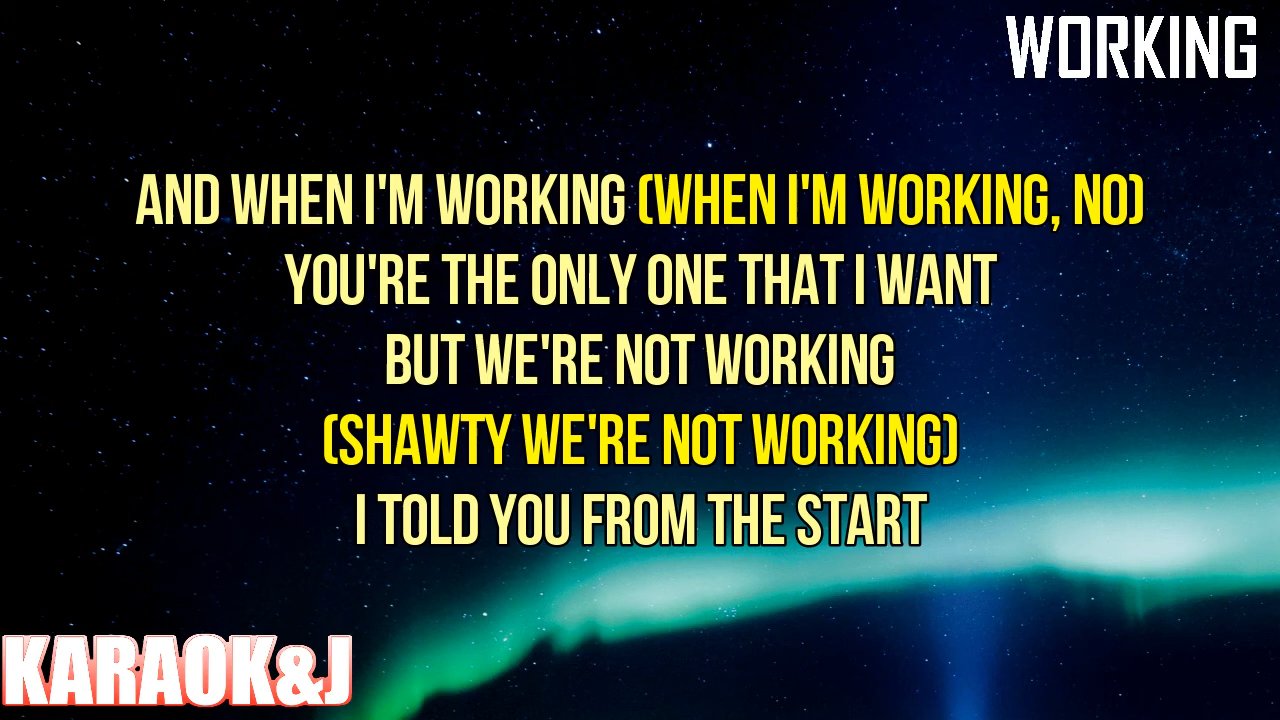 WORKING
AND WHEN I'M WORKING (WHEN I'M WORKING, NO)
YOU'RE THE ONLY ONE THAT I WANT
BUT WE'RE NOT WORKING
(SHAWTY WE'RE NOT WORKING)
I TOLD YOU FROM THE START
KARAOK&J